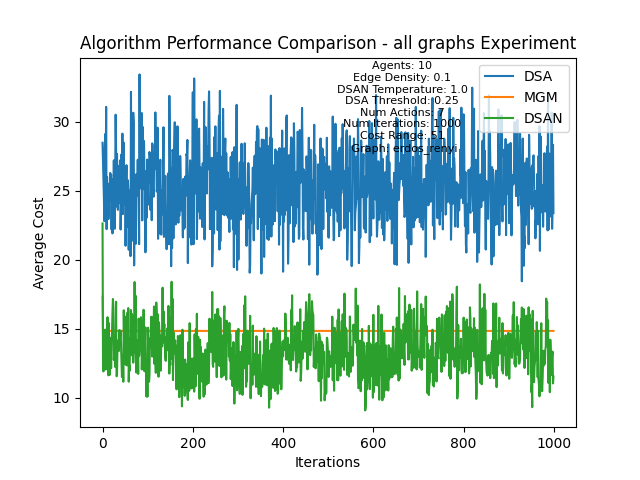 Algorithm Performance Comparison - all graphs Experiment
Agents: 10
Edge Density: 0.1
DSAN Temperature: 1.0
DSA Threshold: 0.25
Num Actions: 7
Num Iterations: 1000
Cost Range: 51
Graph: erdos_renyi
DSA
MGM
DSAN
Average Cost
30
25
20
15
10
0
200
400
600
800
1000
Iterations